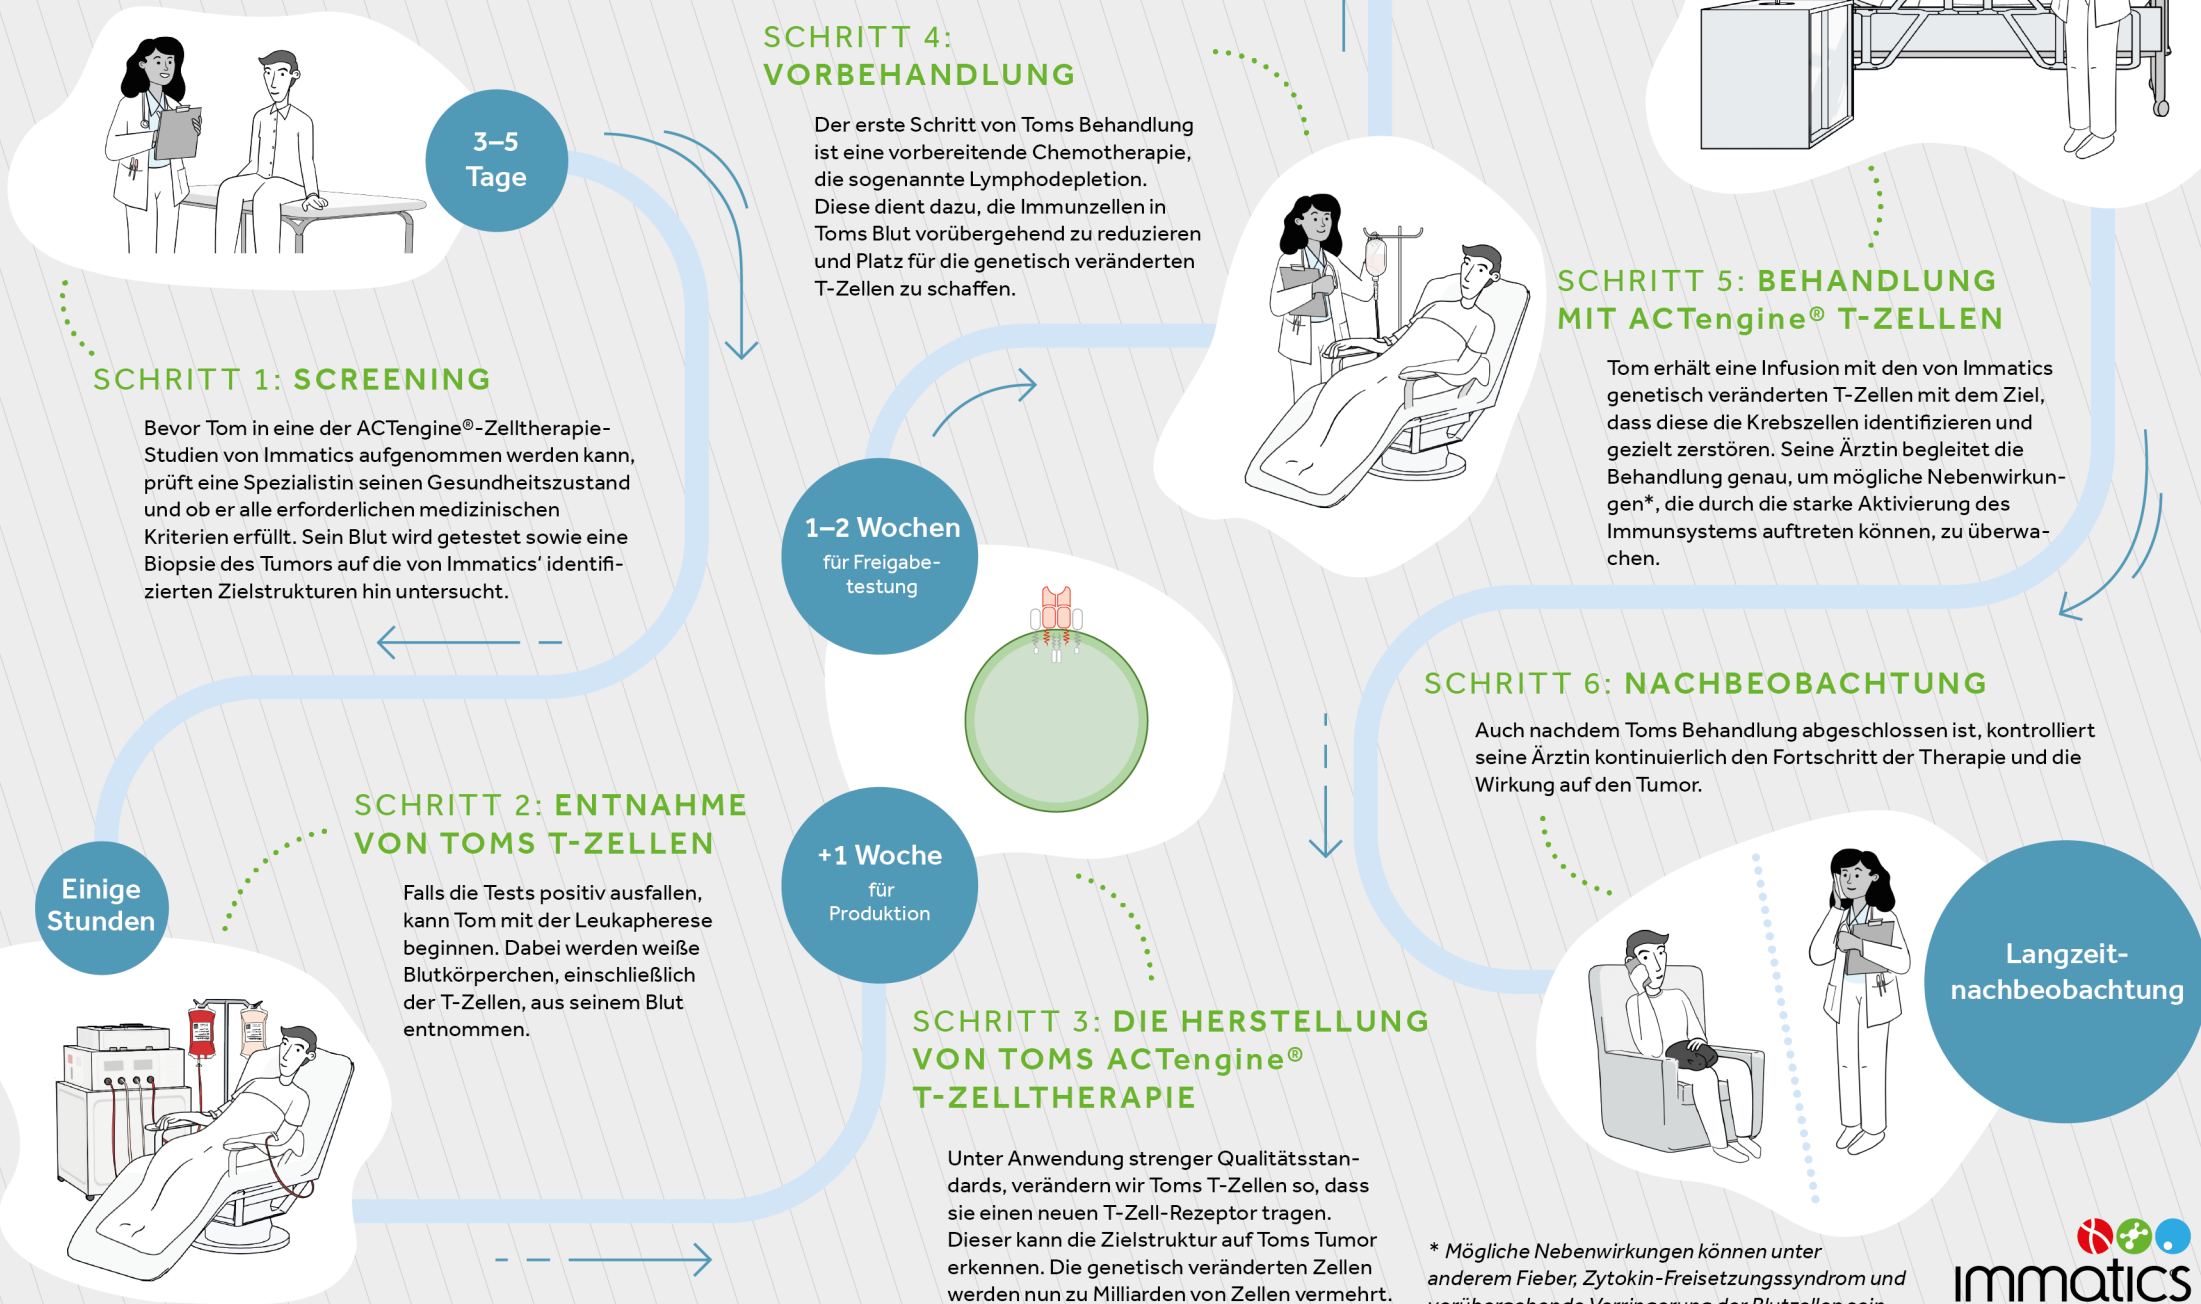 3–5
Tage
SCHRITT 1: SCREENING
Bevor Tom in eine der ACTengine®-Zelltherapie-
Studien von Immatics aufgenommen werden kann,
prüft eine Spezialistin seinen Gesundheitszustand
und ob er alle erforderlichen medizinischen
Kriterien erfüllt. Sein Blut wird getestet sowie eine
Biopsie des Tumors auf die von Immatics‘ identifi-
zierten Zielstrukturen hin untersucht.
Einige
Stunden
SCHRITT 2: ENTNAHME
VON TOMS T-ZELLEN
Falls die Tests positiv ausfallen,
kann Tom mit der Leukapherese
beginnen. Dabei werden weiße
Blutkörperchen, einschließlich
der T-Zellen, aus seinem Blut
entnommen.
+1 Woche
für
Produktion
SCHRITT 3: DIE HERSTELLUNG
VON TOMS ACTengine®
T-ZELLTHERAPIE
Unter Anwendung strenger Qualitätsstan-
dards, verändern wir Toms T-Zellen so, dass
sie einen neuen T-Zell-Rezeptor tragen.
Dieser kann die Zielstruktur auf Toms Tumor
erkennen. Die genetisch veränderten Zellen
werden nun zu Milliarden von Zellen vermehrt.
1–2 Wochen
für Freigabe-
testung
SCHRITT 4:
VORBEHANDLUNG
Der erste Schritt von Toms Behandlung
ist eine vorbereitende Chemotherapie,
die sogenannte Lymphodepletion.
Diese dient dazu, die Immunzellen in
Toms Blut vorübergehend zu reduzieren
und Platz für die genetisch veränderten
T-Zellen zu schaffen.
SCHRITT 5: BEHANDLUNG
MIT ACTengine® T-ZELLEN
Tom erhält eine Infusion mit den von Immatics
genetisch veränderten T-Zellen mit dem Ziel,
dass diese die Krebszellen identifizieren und
gezielt zerstören. Seine Ärztin begleitet die
Behandlung genau, um mögliche Nebenwirkun-
gen*, die durch die starke Aktivierung des
Immunsystems auftreten können, zu überwa-
chen.
SCHRITT 6: NACHBEOBACHTUNG
Auch nachdem Toms Behandlung abgeschlossen ist, kontrolliert
seine Ärztin kontinuierlich den Fortschritt der Therapie und die
Wirkung auf den Tumor.
Langzeit-
nachbeobachtung
* Mögliche Nebenwirkungen können unter
anderem Fieber, Zytokin-Freisetzungssyndrom und
vorübergehende Verringerung der Blutzellen sein
immatics